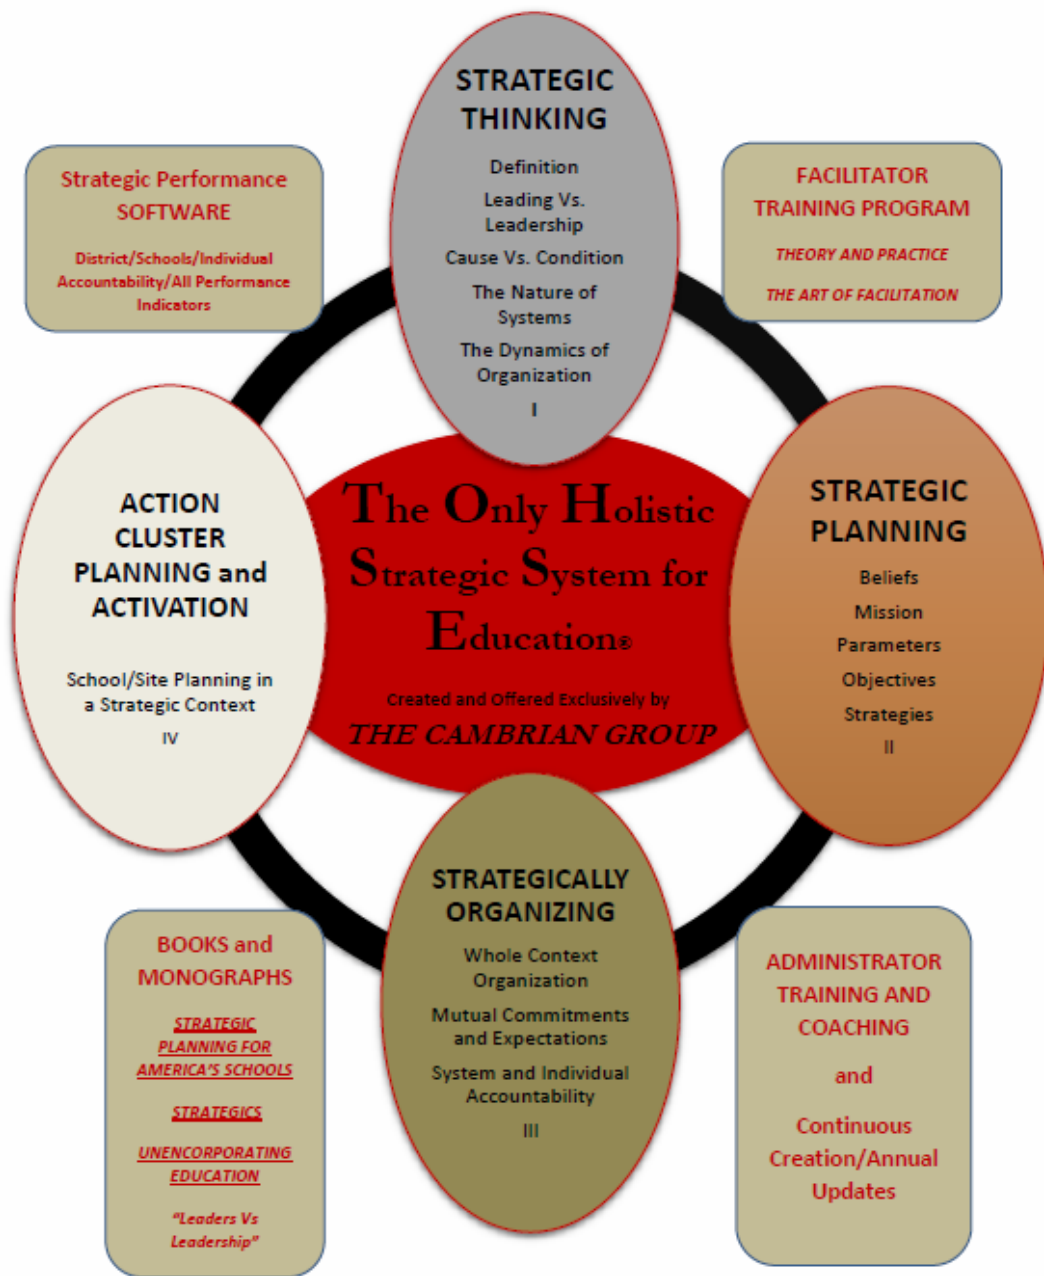 STRATEGIC
THINKING
Definition
Leading Vs.
Leadership
Cause Vs. Condition
The Nature of
Systems
The Dynamics of
Organization
I
Strategic Performance
SOFTWARE
District/Schools/Individual
Accountability/All Performance
Indicators
FACILITATOR
TRAINING PROGRAM
THEORY AND PRACTICE
THE ART OF FACILITATION
ACTION
CLUSTER
PLANNING and
ACTIVATION
School/Site Planning in
a Strategic Context
IV
The Only Holistic
Strategic System for
Education®
Created and Offered Exclusively by
THE CAMBRIAN GROUP
STRATEGIC
PLANNING
Beliefs
Mission
Parameters
Objectives
Strategies
II
STRATEGICALLY
ORGANIZING
Whole Context
Organization
Mutual Commitments
and Expectations
System and Individual
Accountability
III
BOOKS and
MONOGRAPHS
STRATEGIC
PLANNING FOR
AMERICA'S SCHOOLS
STRATEGICS
UNENCORPORATING
EDUCATION
"Leaders Vs
Leadership"
ADMINISTRATOR
TRAINING AND
COACHING
and
Continuous
Creation/Annual
Updates